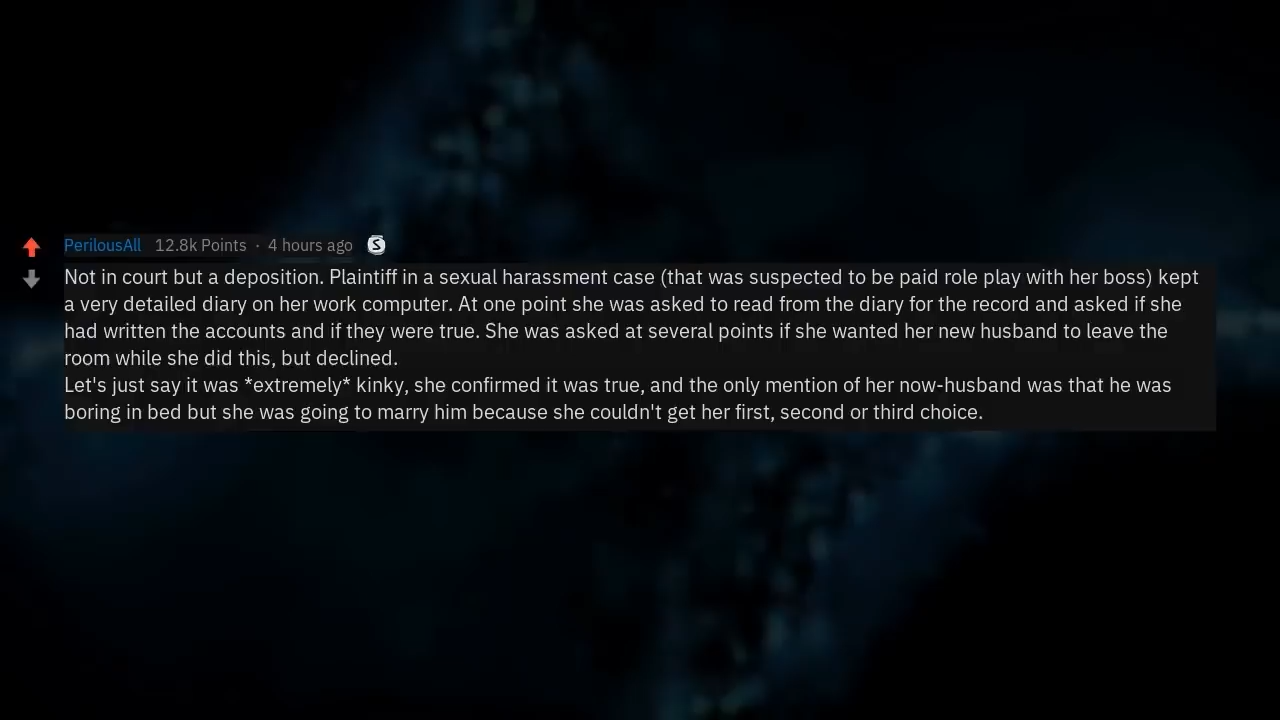 PerilousAll 12.8k Points · 4 hours ago S
Not in court but a deposition. Plaintiff in a sexual harassment case (that was suspected to be paid role play with her boss) kept
a very detailed diary on her work computer. At one point she was asked to read from the diary for the record and asked if she
had written the accounts and if they were true. She was asked at several points if she wanted her new husband to leave the
room while she did this, but declined.
Let's just say it was *extremely* kinky, she confirmed it was true, and the only mention of her now-husband was that he was
boring in bed but she was going to marry him because she couldn't get her first, second or third choice.